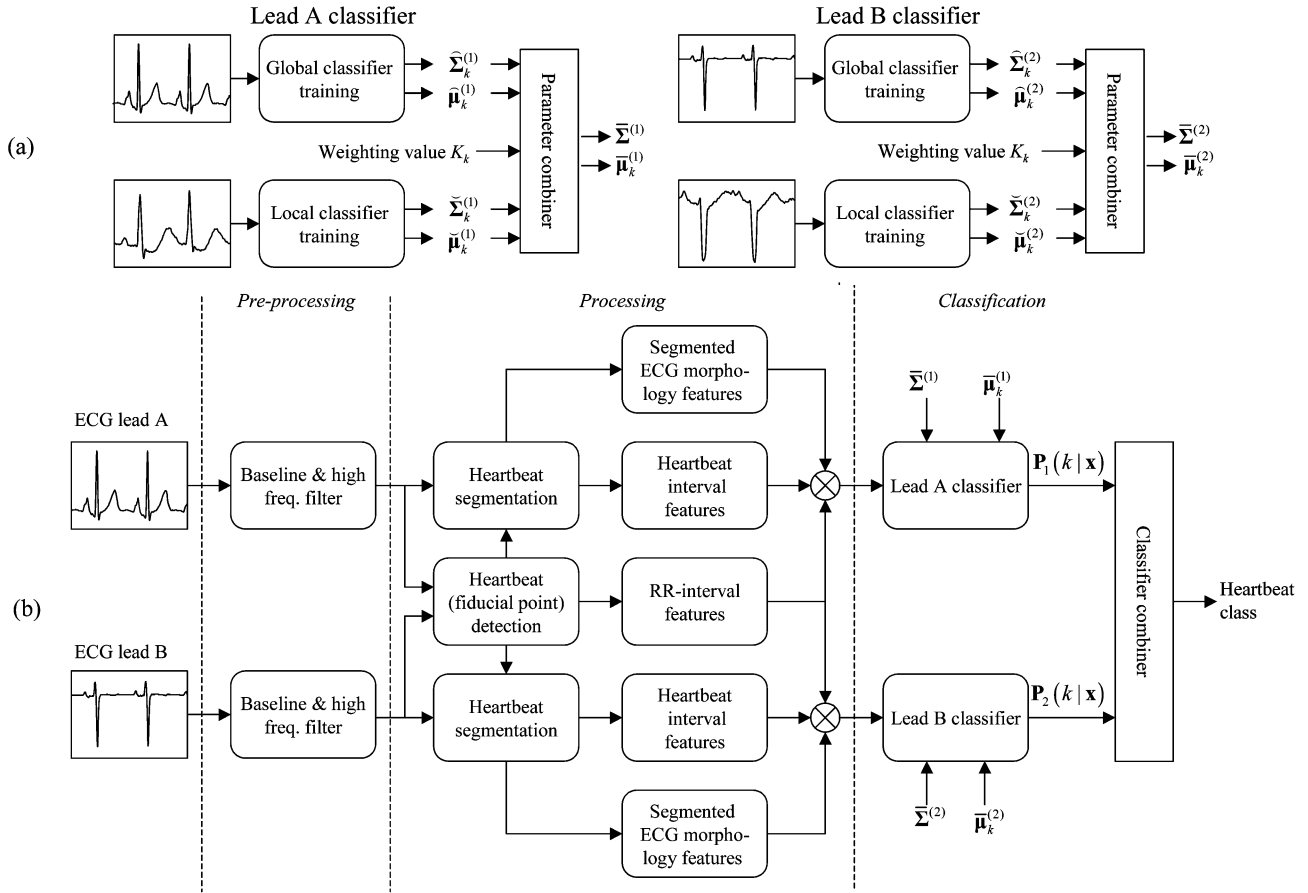 Lead A classifier
Lead B classifier
(a)
Global classifier
training
Σ̂ₖ⁽¹⁾
μ̂ₖ⁽¹⁾
Weighting value Kₖ
Local classifier
training
Σ̆ₖ⁽¹⁾
μ̆ₖ⁽¹⁾
Parameter combiner
Σ̄⁽¹⁾
μ̄ₖ⁽¹⁾
Global classifier
training
Σ̂ₖ⁽²⁾
μ̂ₖ⁽²⁾
Weighting value Kₖ
Local classifier
training
Σ̆ₖ⁽²⁾
μ̆ₖ⁽²⁾
Parameter combiner
Σ̄⁽²⁾
μ̄ₖ⁽²⁾
Pre-processing
Processing
Classification
(b)
ECG lead A
Baseline & high
freq. filter
Heartbeat
segmentation
Segmented
ECG morpho-
logy features
Heartbeat
interval
features
Σ̄⁽¹⁾
μ̄ₖ⁽¹⁾
Lead A classifier
P₁(k | x)
Heartbeat
(fiducial point)
detection
RR-interval
features
Classifier combiner
Heartbeat
class
ECG lead B
Baseline & high
freq. filter
Heartbeat
segmentation
Heartbeat
interval
features
Lead B classifier
P₂(k | x)
Σ̄⁽²⁾
μ̄ₖ⁽²⁾
Segmented
ECG morpho-
logy features